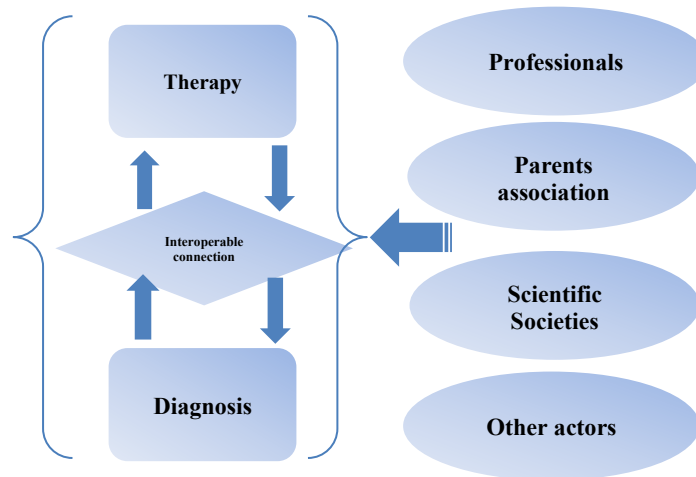 Therapy
Interoperable
connection
Diagnosis
Professionals
Parents
association
Scientific
Societies
Other actors